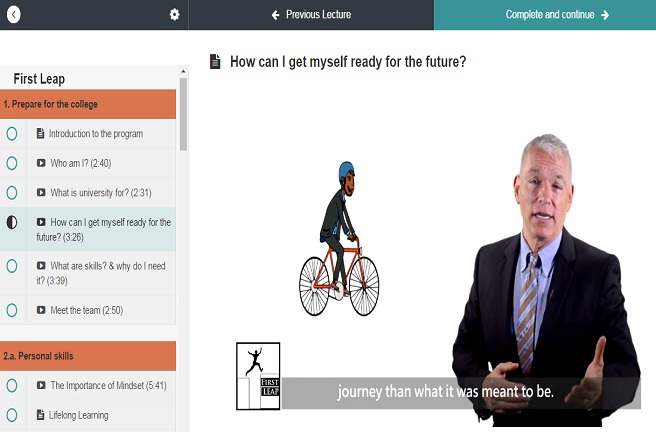 Previous Lecture
Complete and continue
First Leap
1. Prepare for the college
Introduction to the program
Who am I? (2:40)
What is university for? (2:31)
How can I get myself ready for the
future? (3:26)
What are skills? & why do I need
it? (3:39)
Meet the team (2:50)
2.a. Personal skills
The Importance of Mindset (5:41)
Lifelong Learning
How can I get myself ready for the future?
FIRST
LEAP
journey than what it was meant to be.